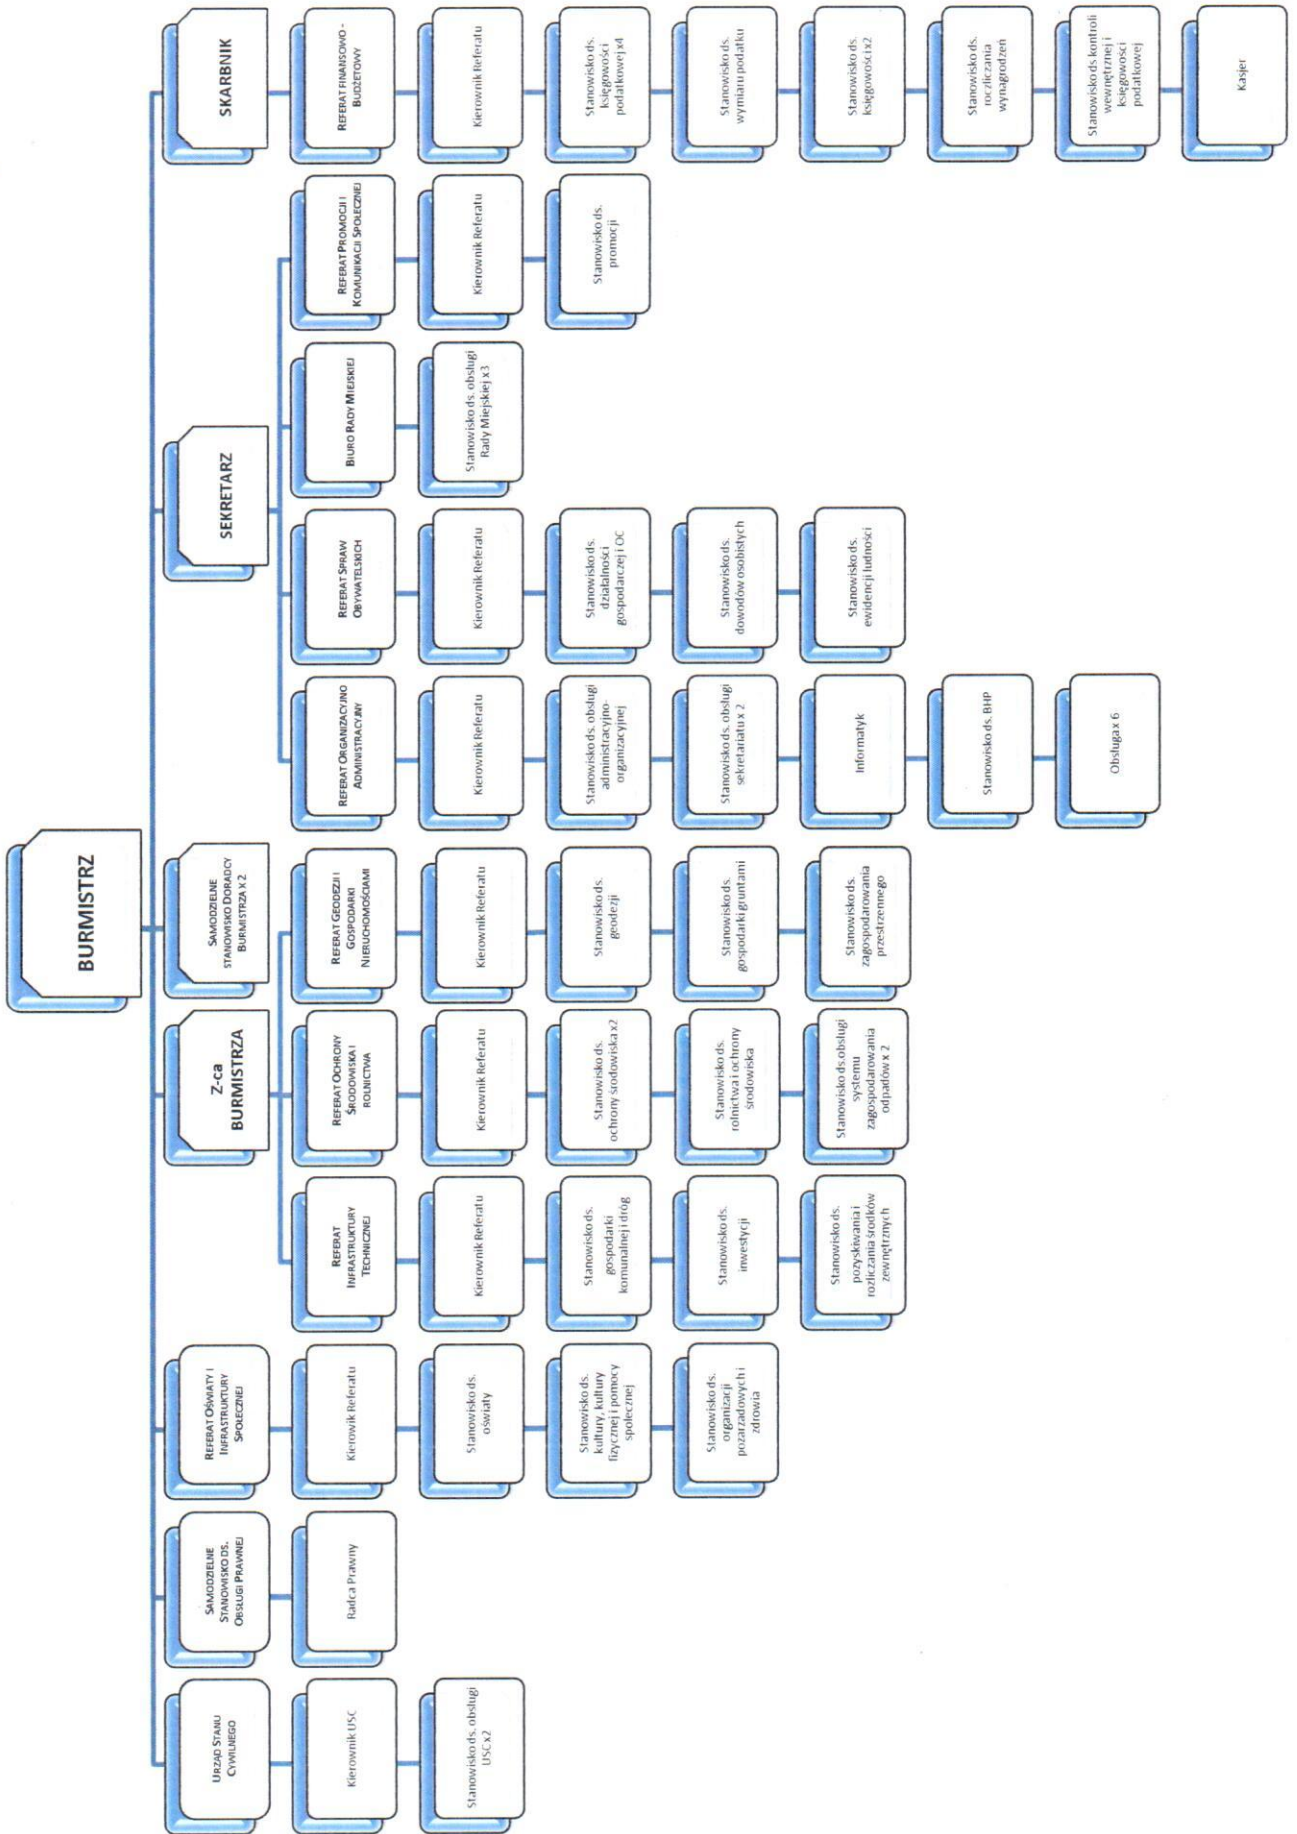 BURMISTRZ
URZĄD STANU
CYWILNEGO
Kierownik USC
Stanowisko ds. obsługi
USC x2
SAMODZIELNE
STANOWISKO DS.
OBSŁUGI PRAWNEJ
Radca Prawny
REFERAT OŚWIATY I
INFRASTRUKTURY
SPOŁECZNEJ
Kierowik Referatu
Stanowisko ds.
oświaty
Stanowisko ds.
kultury, kultury
fizycznej i pomocy
społecznej
Stanowisko ds.
organizacji
pozarządowych i
zdrowia
Z-ca
BURMISTRZA
REFERAT
INFRASTRUKTURY
TECHNICZNEJ
Kierownik Referatu
Stanowisko ds.
gospodarki
komunalnej i dróg
Stanowisko ds.
inwestycji
Stanowisko ds.
pozyskiwania i
rozliczania środków
zewnętrznych
REFERAT OCHRONY
ŚRODOWISKA I
ROLNICTWA
Kierownik Referatu
Stanowisko ds.
ochrony środowiska x2
Stanowisko ds.
rolnictwa i ochrony
środowiska
Stanowisko ds.obsługi
systemu
zagospodarowania
odpadów x 2
REFERAT GEODEZJI I
GOSPODARKI
NIERUCHOMOŚCIAMI
Kierownik Referatu
Stanowisko ds.
geodezji
Stanowisko ds.
gospodarki gruntami
Stanowisko ds.
zagospodarowania
przestrzennego
SAMODZIELNE
STANOWISKO DORADCY
BURMISTRZA X 2
SEKRETARZ
REFERAT ORGANIZACYJNO
ADMINISTRACYJNY
Kierownik Referatu
Stanowisko ds. obsługi
administracyjno-
organizacyjnej
Stanowisko ds. obsługi
sekretariatu x 2
Informatyk
Stanowisko ds. BHP
Obsługa x 6
REFERAT SPRAW
OBYWATELSKICH
Kierownik Referatu
Stanowisko ds.
działalności
gospodarczej i OC
Stanowisko ds.
dowodów osobistych
Stanowisko ds.
ewidencji ludności
BIURO RADY MIEJSKIEJ
Stanowisko ds. obsługi
Rady Miejskiej x3
REFERAT PROMOCJI I
KOMUNIKACJI SPOŁECZNEJ
Kierownik Referatu
Stanowisko ds.
promocji
SKARBNIK
REFERAT FINANSOWO -
BUDŻETOWY
Kierownik Referatu
Stanowisko ds.
księgowości
podatkowej x4
Stanowisko ds.
wymiaru podatku
Stanowisko ds.
księgowości x2
Stanowisko ds.
roczliczania
wynagrodzeń
Stanowisko ds kontroli
wewnętrznej i
księgowości
podatkowej
Kasjer